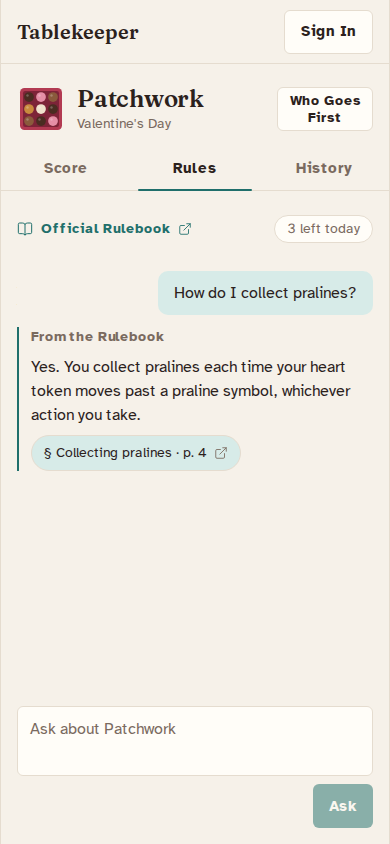 Tablekeeper
Sign In
Patchwork
Valentine's Day
Who Goes
First
Score
Rules
History
Official Rulebook
3 left today
How do I collect pralines?
From the Rulebook
Yes. You collect pralines each time your heart
token moves past a praline symbol, whichever
action you take.
§ Collecting pralines · p. 4
Ask about Patchwork
Ask